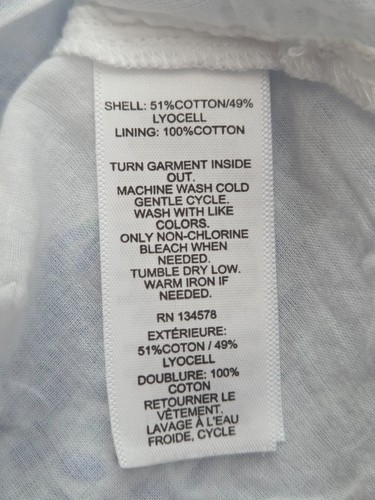 SHELL: 51%COTTON/49%
LYOCELL
LINING: 100%COTTON
TURN GARMENT INSIDE
OUT.
MACHINE WASH COLD
GENTLE CYCLE.
WASH WITH LIKE
COLORS.
ONLY NON-CHLORINE
BLEACH WHEN
NEEDED.
TUMBLE DRY LOW.
WARM IRON IF
NEEDED.
RN 134578
EXTÉRIEURE:
51%COTON / 49%
LYOCELL
DOUBLURE: 100%
COTON
RETOURNER LE
VÊTEMENT.
LAVAGE À L'EAU
FROIDE, CYCLE